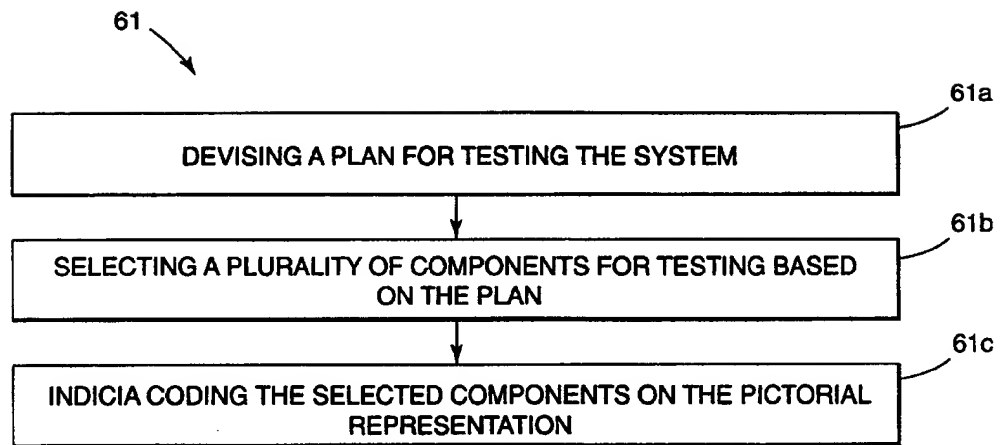 61
61a
DEVISING A PLAN FOR TESTING THE SYSTEM
61b
SELECTING A PLURALITY OF COMPONENTS FOR TESTING BASED
ON THE PLAN
61c
INDICIA CODING THE SELECTED COMPONENTS ON THE PICTORIAL
REPRESENTATION